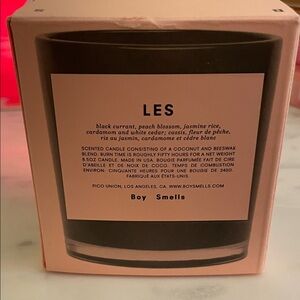 LES
black currant, peach blossom, jasmine rice,
cardamom and white cedar; cassis, fleur de pêche,
riz au jasmin, cardamome et cèdre blanc
SCENTED CANDLE CONSISTING OF A COCONUT AND BEESWAX
BLEND. BURN TIME IS ROUGHLY FIFTY HOURS FOR A NET WEIGHT
8.5OZ CANDLE. MADE IN USA. BOUGIE PARFUMÉE FAIT DE CIRE
D'ABEILLE ET DE NOIX DE COCO. TEMPS DE COMBUSTION
ENVIRON CINQUANTE HEURES POUR UNE BOUGIE DE 240G.
FABRIQUÉ AUX ÉTATS-UNIS.
PICO UNION, LOS ANGELES, CA. WWW.BOYSMELLS.COM
Boy Smells